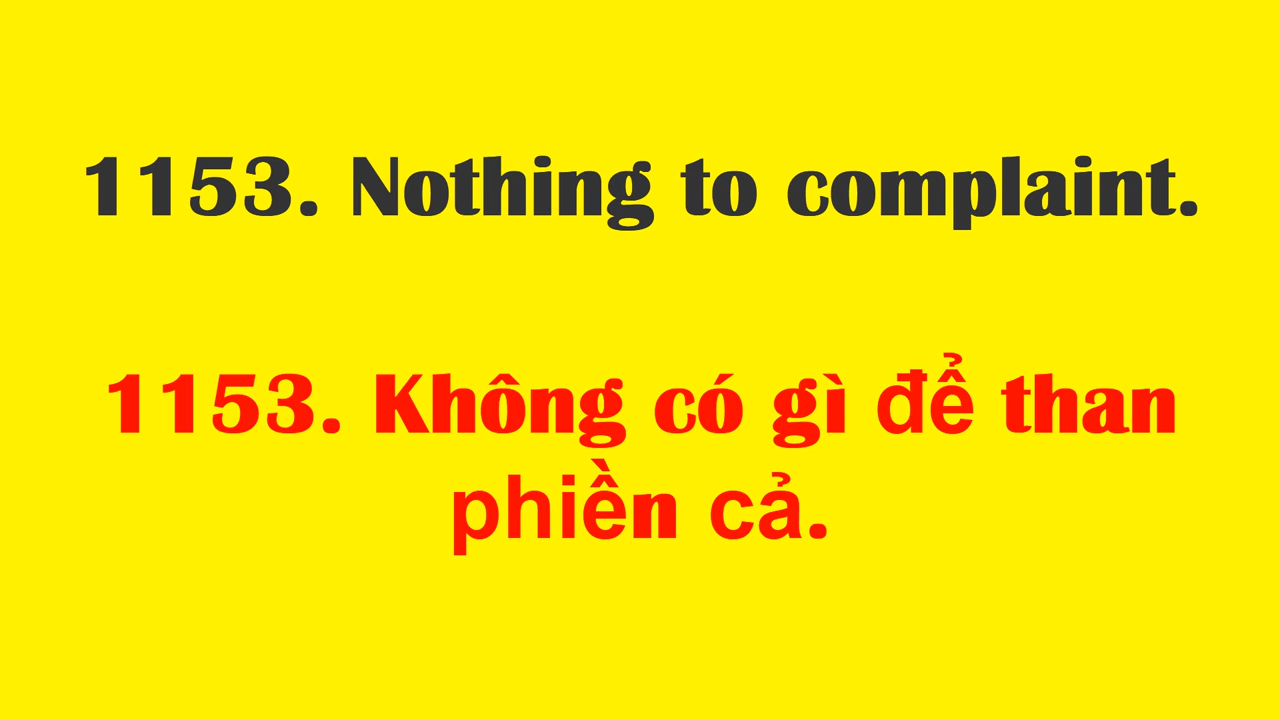 1153. Nothing to complaint.
1153. Không có gì để than
phiền cả.